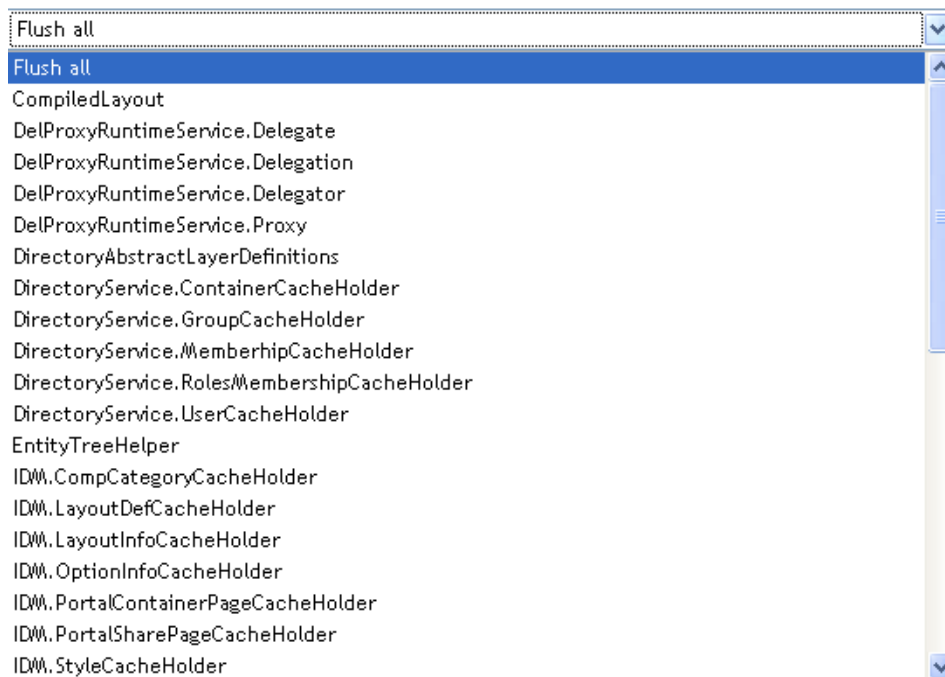 Flush all
Flush all
CompiledLayout
DelProxyRuntimeService.Delegate
DelProxyRuntimeService.Delegation
DelProxyRuntimeService.Delegator
DelProxyRuntimeService.Proxy
DirectoryAbstractLayerDefinitions
DirectoryService.ContainerCacheHolder
DirectoryService.GroupCacheHolder
DirectoryService.MemberhipCacheHolder
DirectoryService.RolesMembershipCacheHolder
DirectoryService.UserCacheHolder
EntityTreeHelper
IDM.CompCategoryCacheHolder
IDM.LayoutDefCacheHolder
IDM.LayoutInfoCacheHolder
IDM.OptionInfoCacheHolder
IDM.PortalContainerPageCacheHolder
IDM.PortalSharePageCacheHolder
IDM.StyleCacheHolder